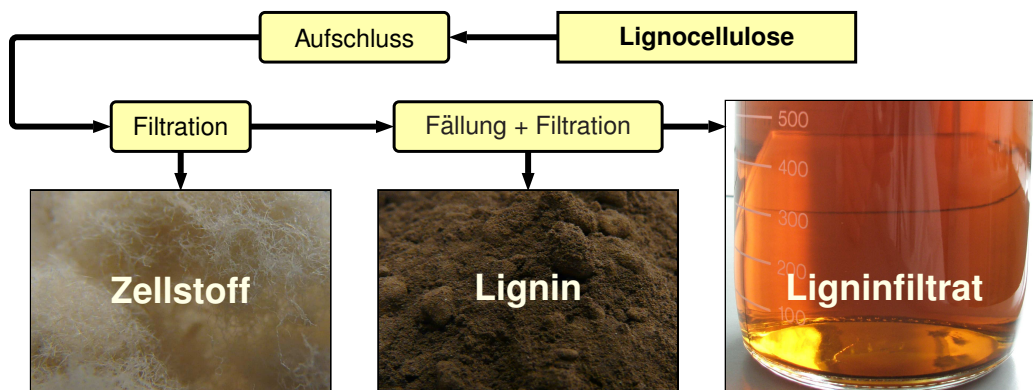 Aufschluss
Lignocellulose
Filtration
Fällung + Filtration
500
400
300
200
100
Zellstoff
Lignin
Ligninfiltrat